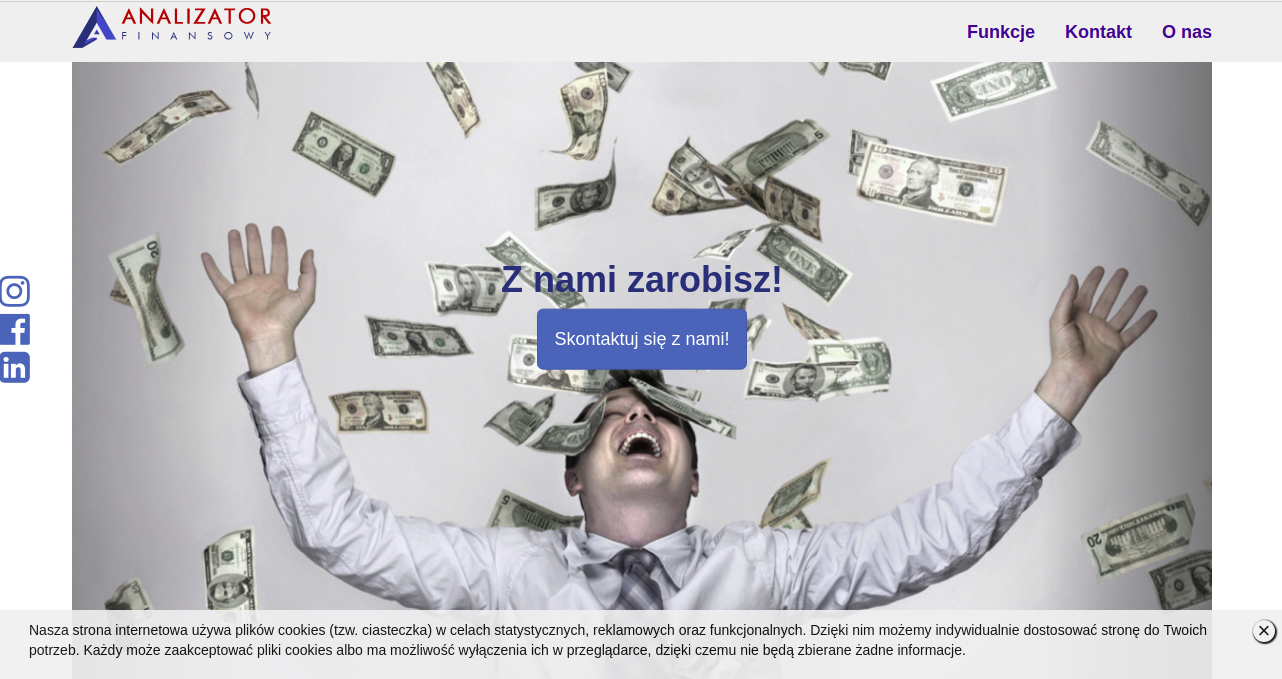 ANALIZATOR
FINANSOWY
Funkcje Kontakt O nas
Z nami zarobisz!
Skontaktuj się z nami!
Nasza strona internetowa używa plików cookies (tzw. ciasteczka) w celach statystycznych, reklamowych oraz funkcjonalnych. Dzięki nim możemy indywidualnie dostosować stronę do Twoich
potrzeb. Każdy może zaakceptować pliki cookies albo ma możliwość wyłączenia ich w przeglądarce, dzięki czemu nie będą zbierane żadne informacje.